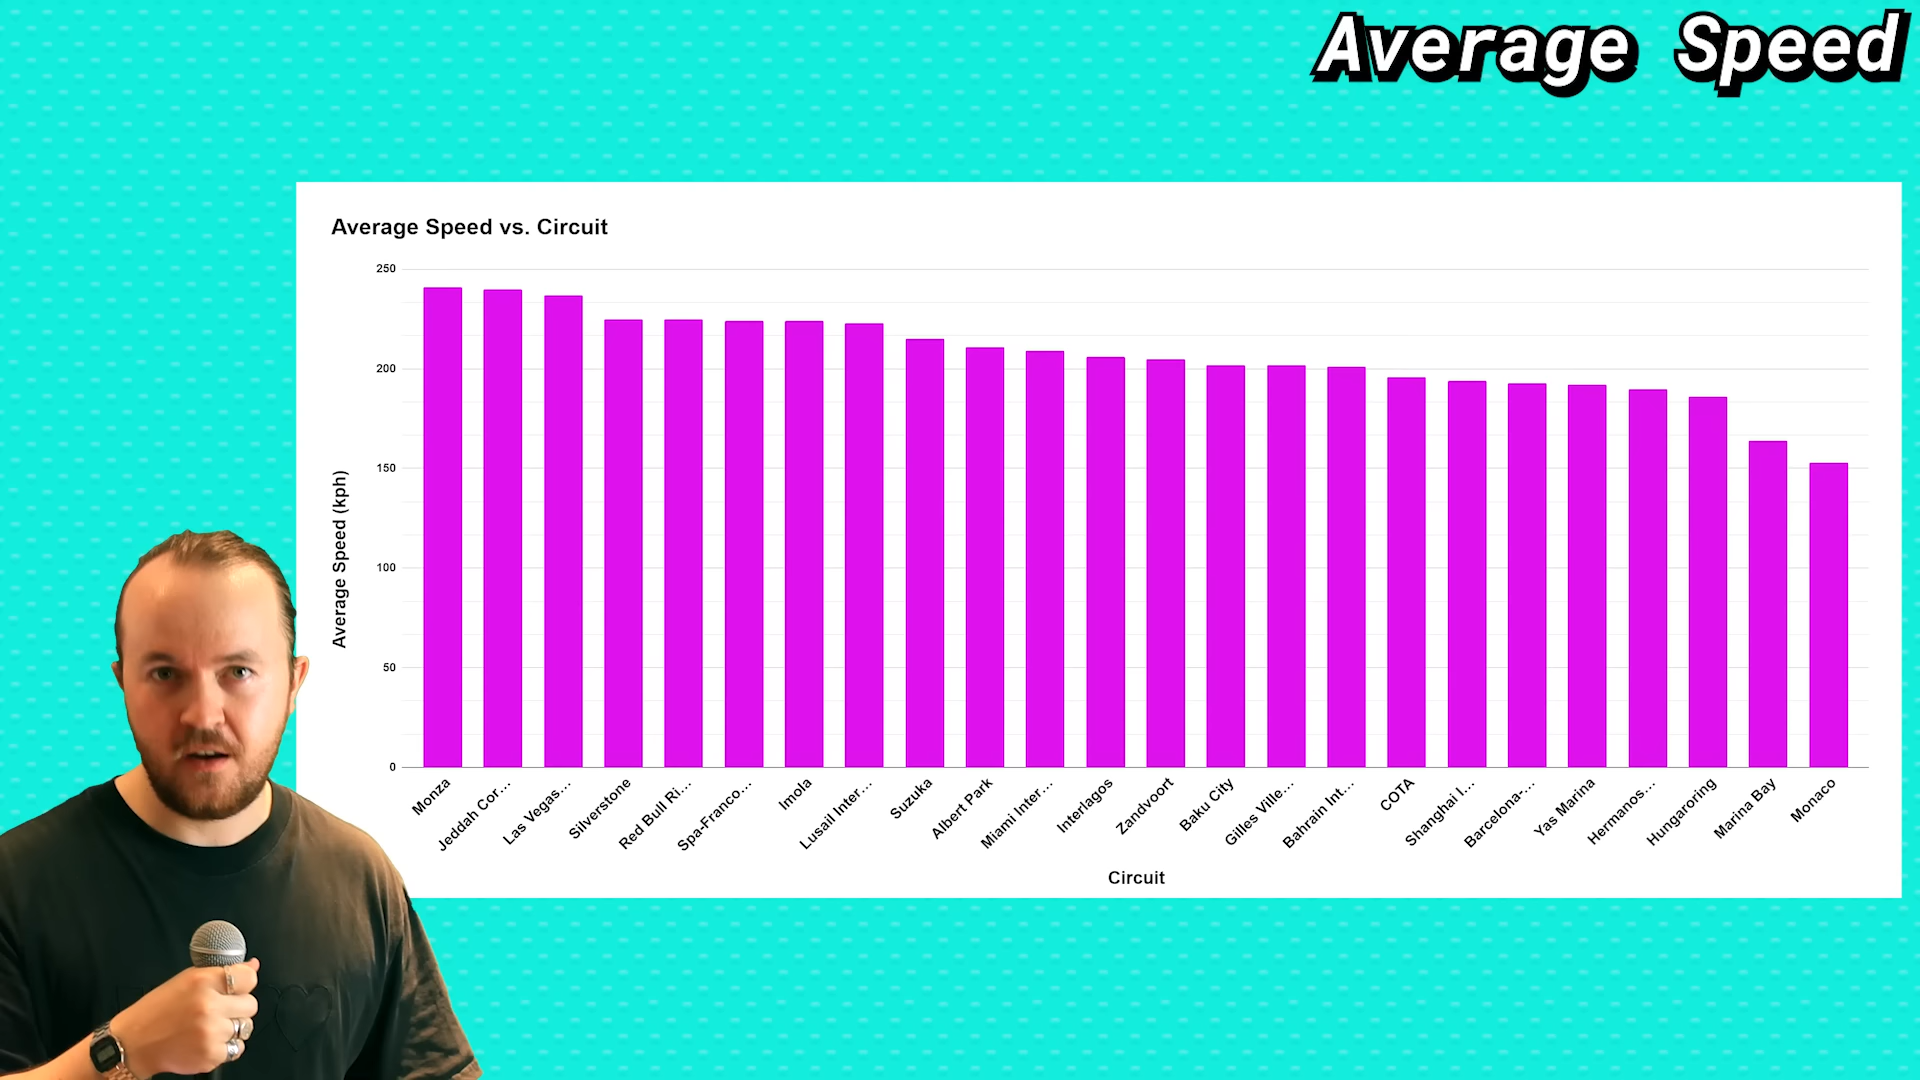 Average Speed
Average Speed vs. Circuit
Average Speed (kph)
250
200
150
100
50
0
Monza
Jeddah Cor...
Las Vegas...
Silverstone
Red Bull Ri...
Spa-Franco...
Imola
Lusail Inter...
Suzuka
Albert Park
Miami Inter...
Interlagos
Zandvoort
Baku City
Gilles Ville...
Bahrain Int...
COTA
Shanghai I...
Barcelona-...
Yas Marina
Hermanos...
Hungaroring
Marina Bay
Monaco
Circuit